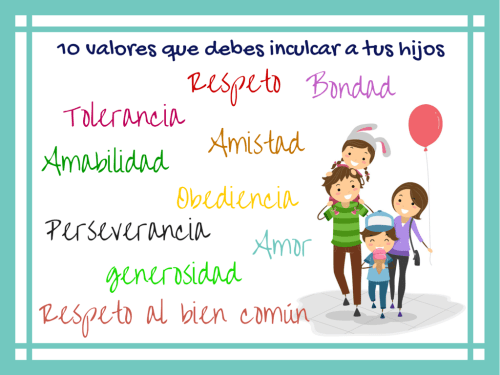 10 valores que debes inculcar a tus hijos
Respeto
Bondad
Tolerancia
Amistad
Amabilidad
Obediencia
Perseverancia
Amor
generosidad
Respeto al bien común